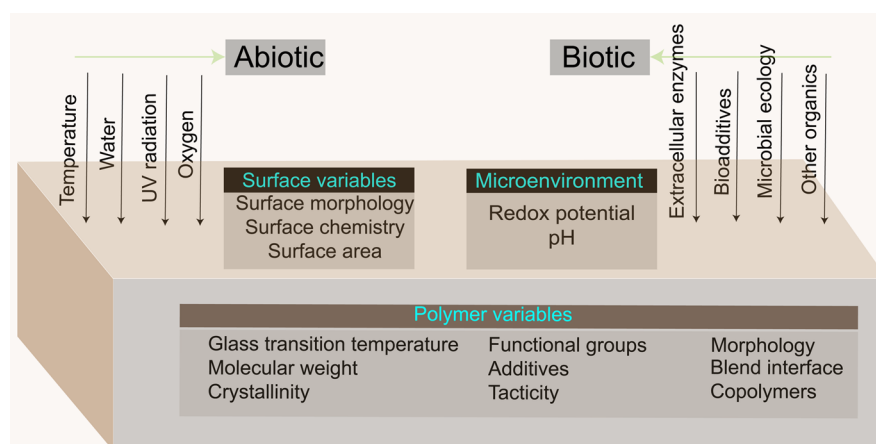 Abiotic
Biotic
Temperature
Water
UV radiation
Oxygen
Extracellular enzymes
Bioadditives
Microbial ecology
Other organics
Surface variables
Surface morphology
Surface chemistry
Surface area
Microenvironment
Redox potential
pH
Polymer variables
Glass transition temperature
Molecular weight
Crystallinity
Functional groups
Additives
Tacticity
Morphology
Blend interface
Copolymers